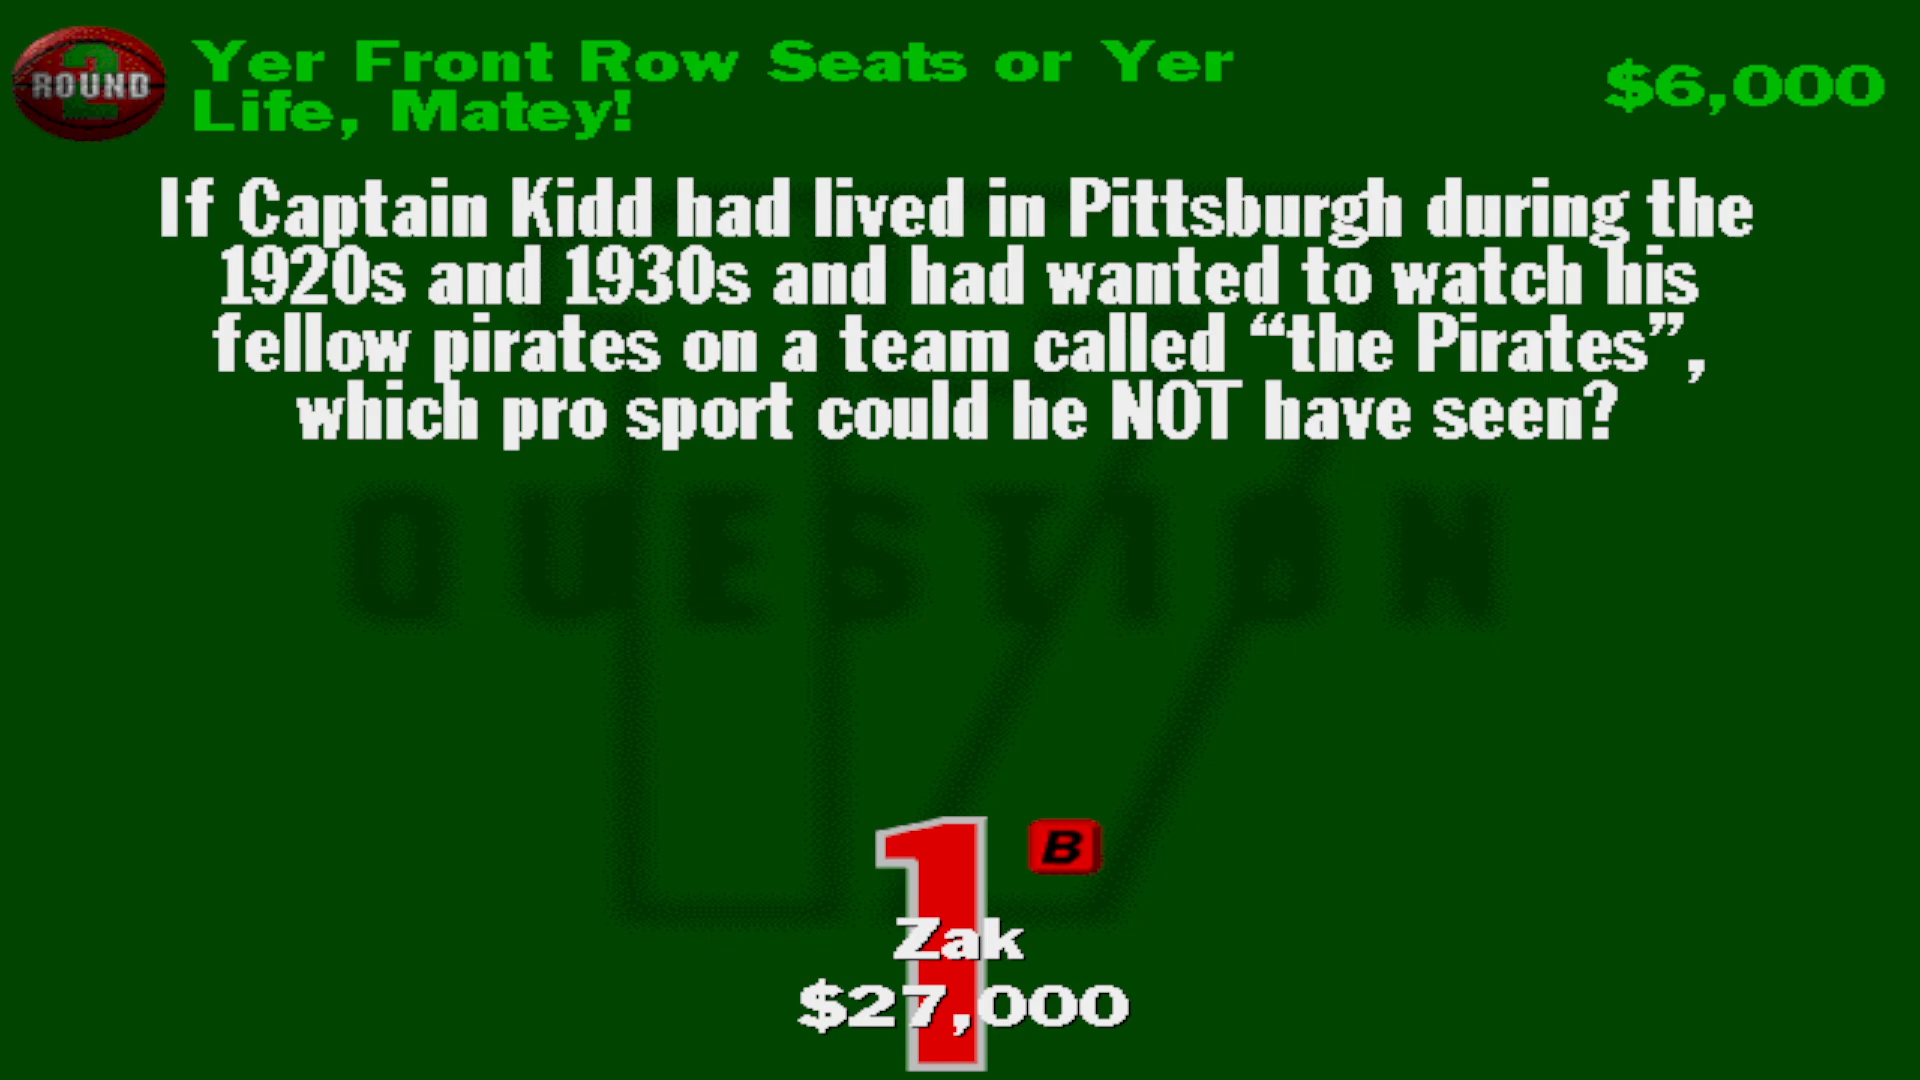 ROUND 2
Yer Front Row Seats or Yer
Life, Matey!
$6,000
If Captain Kidd had lived in Pittsburgh during the
1920s and 1930s and had wanted to watch his
fellow pirates on a team called “the Pirates”,
which pro sport could he NOT have seen?
QUESTION
17
1
B
Zak
$27,000